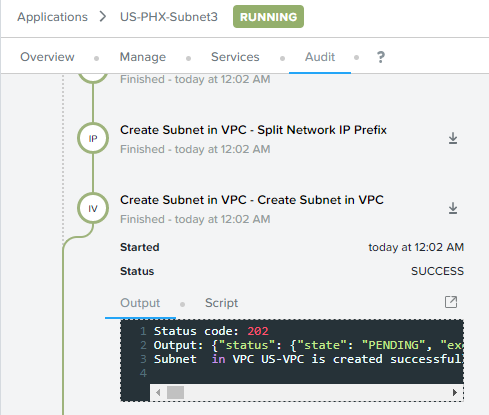 Applications > US-PHX-Subnet3 RUNNING
Overview Manage Services Audit ?
Finished - today at 12:02 AM
IP Create Subnet in VPC - Split Network IP Prefix
Finished - today at 12:02 AM
IV Create Subnet in VPC - Create Subnet in VPC
Finished - today at 12:02 AM
Started today at 12:02 AM
Status SUCCESS
Output Script
1 Status code: 202
2 Output: {"status": {"state": "PENDING", "ex
3 Subnet  in VPC US-VPC is created successful
4